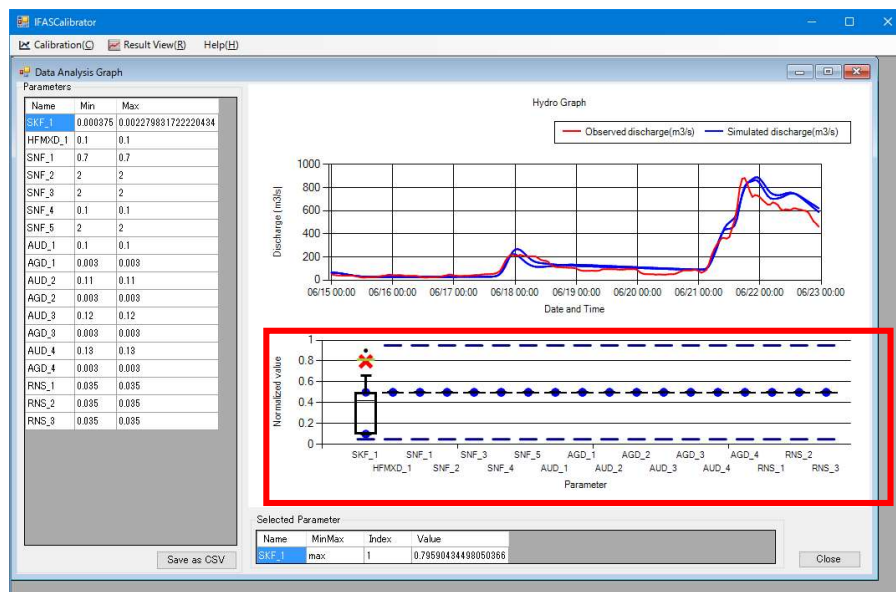 IFASCalibrator
Calibration(C) Result View(R) Help(H)
Data Analysis Graph
Parameters
Name Min Max
SKF_1 0.000375 0.002279831722220434
HFMXD_1 0.1 0.1
SNF_1 0.7 0.7
SNF_2 2 2
SNF_3 2 2
SNF_4 0.1 0.1
SNF_5 2 2
AUD_1 0.1 0.1
AGD_1 0.003 0.003
AUD_2 0.11 0.11
AGD_2 0.003 0.003
AUD_3 0.12 0.12
AGD_3 0.003 0.003
AUD_4 0.13 0.13
AGD_4 0.003 0.003
RNS_1 0.035 0.035
RNS_2 0.035 0.035
RNS_3 0.035 0.035
Save as CSV
Hydro Graph
Observed discharge(m3/s) Simulated discharge(m3/s)
Discharge (m3/s)
1000
800
600
400
200
0
06/15 00:00 06/16 00:00 06/17 00:00 06/18 00:00 06/19 00:00 06/20 00:00 06/21 00:00 06/22 00:00 06/23 00:00
Date and Time
Normalized value
1
0.8
0.6
0.4
0.2
0
SKF_1 SNF_1 SNF_3 SNF_5 AGD_1 AGD_2 AGD_3 AGD_4 RNS_2
HFMXD_1 SNF_2 SNF_4 AUD_1 AUD_2 AUD_3 AUD_4 RNS_1 RNS_3
Parameter
Selected Parameter
Name MinMax Index Value
SKF_1 max 1 0.79590434498050366
Close